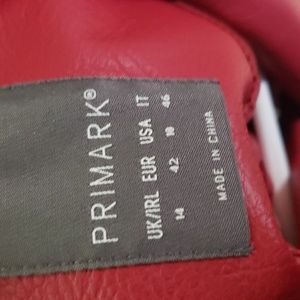 PRIMARK®
UK/IRL EUR USA IT
14 42 10 46
MADE IN CHINA